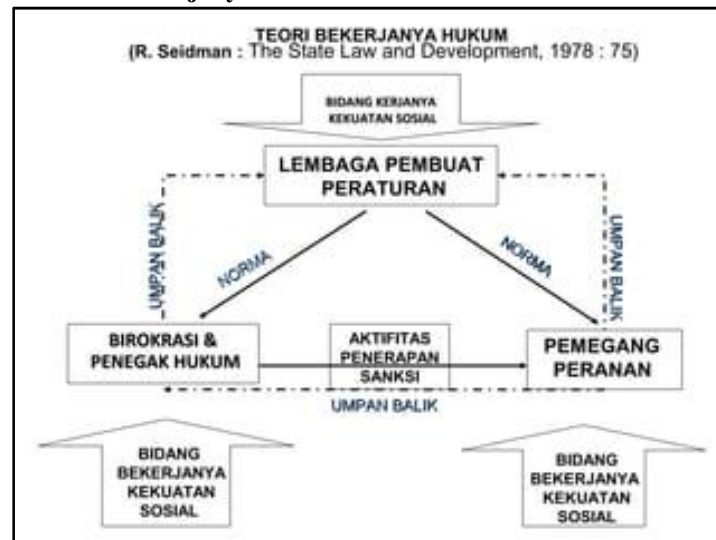 TEORI BEKERJANYA HUKUM
(R. Seidman : The State Law and Development, 1978 : 75)
BIDANG KERJANYA
KEKUATAN SOSIAL
LEMBAGA PEMBUAT
PERATURAN
UMPAN BALIK
NORMA
NORMA
UMPAN BALIK
BIROKRASI &
PENEGAK HUKUM
AKTIFITAS
PENERAPAN
SANKSI
PEMEGANG
PERANAN
UMPAN BALIK
BIDANG
BEKERJANYA
KEKUATAN
SOSIAL
BIDANG
BEKERJANYA
KEKUATAN
SOSIAL